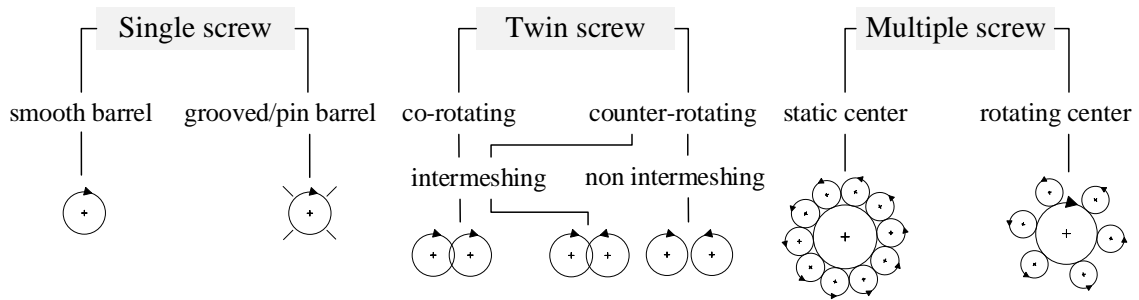 Single screw
Twin screw
Multiple screw
smooth barrel
grooved/pin barrel
co-rotating
counter-rotating
static center
rotating center
intermeshing
non intermeshing